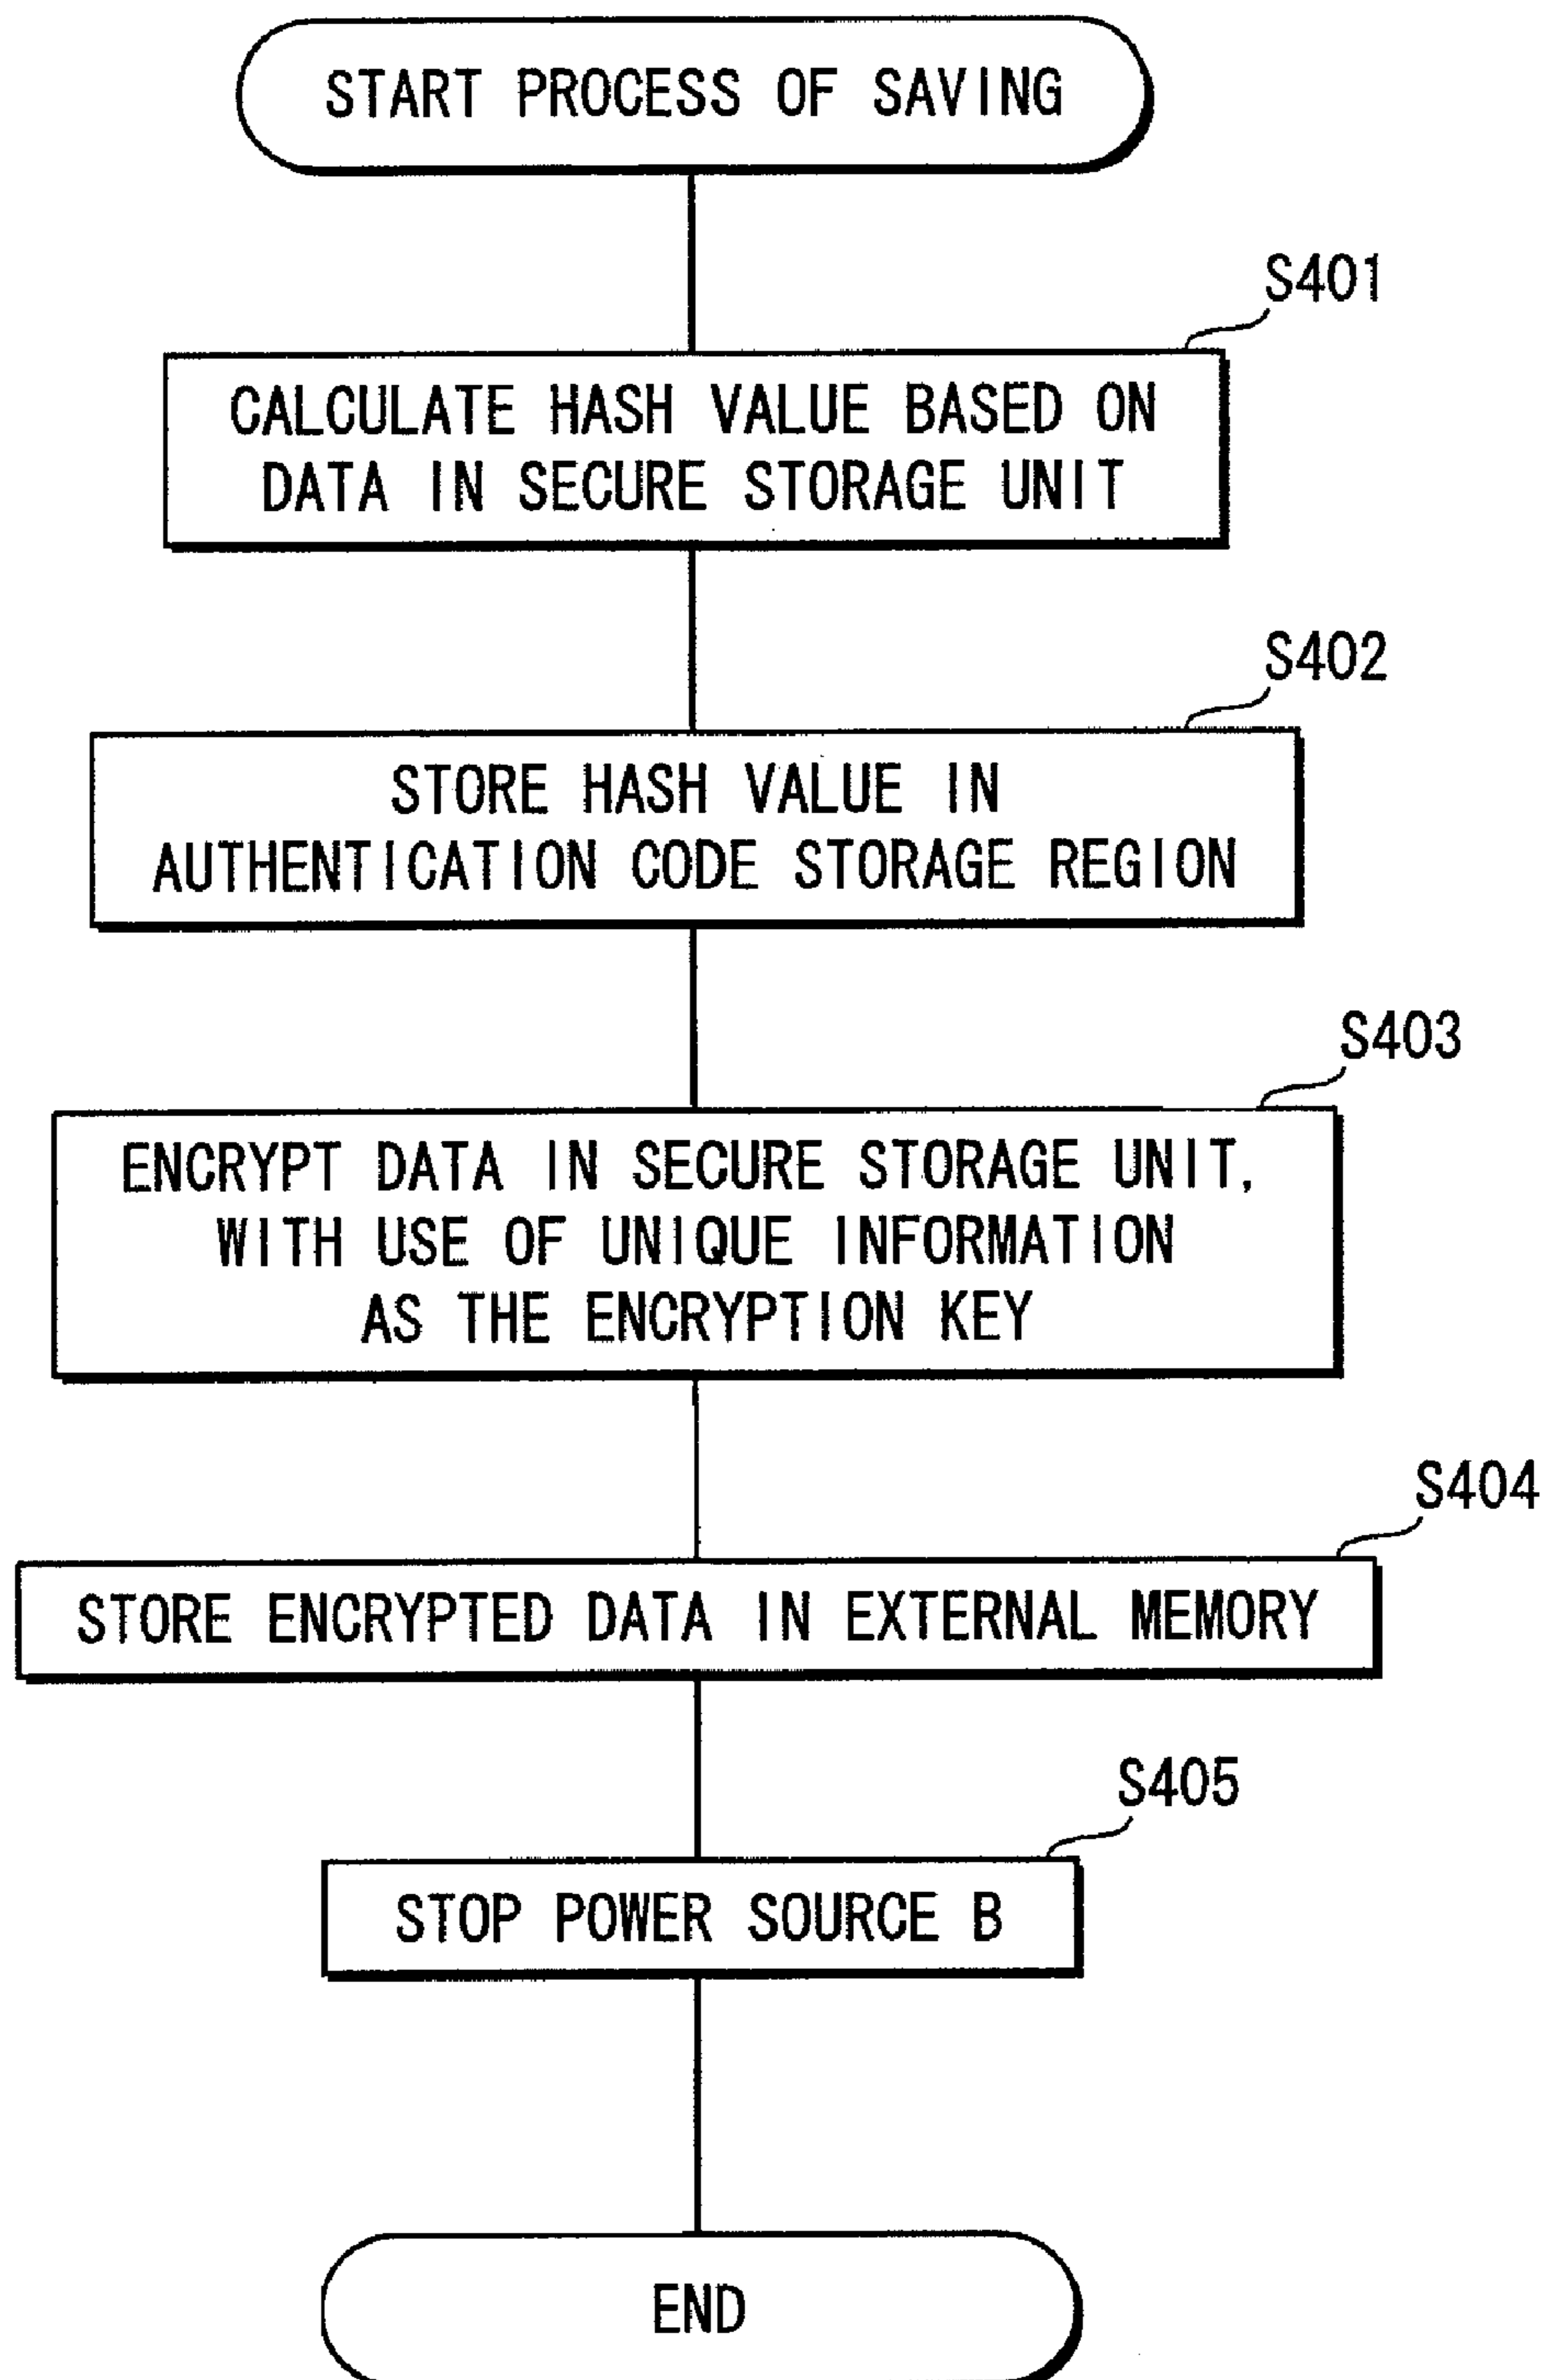 START PROCESS OF SAVING
S401
CALCULATE HASH VALUE BASED ON
DATA IN SECURE STORAGE UNIT
S402
STORE HASH VALUE IN
AUTHENTICATION CODE STORAGE REGION
S403
ENCRYPT DATA IN SECURE STORAGE UNIT,
WITH USE OF UNIQUE INFORMATION
AS THE ENCRYPTION KEY
S404
STORE ENCRYPTED DATA IN EXTERNAL MEMORY
S405
STOP POWER SOURCE B
END